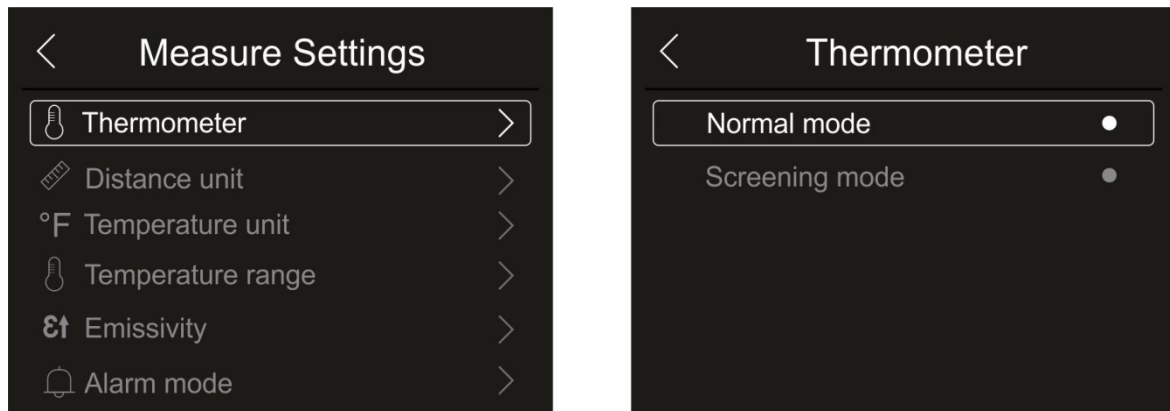 Measure Settings
Thermometer
Distance unit
°F Temperature unit
Temperature range
Ɛ↑ Emissivity
Alarm mode
Thermometer
Normal mode
Screening mode